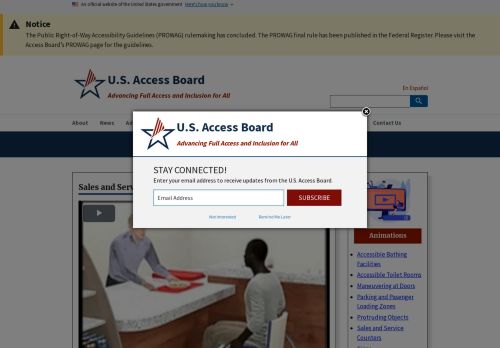 An official website of the United States government Here's how you know
Notice
The Public Right-of-Way Accessibility Guidelines (PROWAG) rulemaking has concluded. The PROWAG final rule has been published in the Federal Register. Please visit the
Access Board's PROWAG page for the guidelines.
U.S. Access Board
Advancing Full Access and Inclusion for All
En Español
About News Ad
Contact Us
U.S. Access Board
Advancing Full Access and Inclusion for All
STAY CONNECTED!
Enter your email address to receive updates from the U.S. Access Board.
Email Address SUBSCRIBE
Not Interested Remind Me Later
Sales and Serv
Animations
Accessible Bathing
Facilities
Accessible Toilet Rooms
Maneuvering at Doors
Parking and Passenger
Loading Zones
Protruding Objects
Sales and Service
Counters